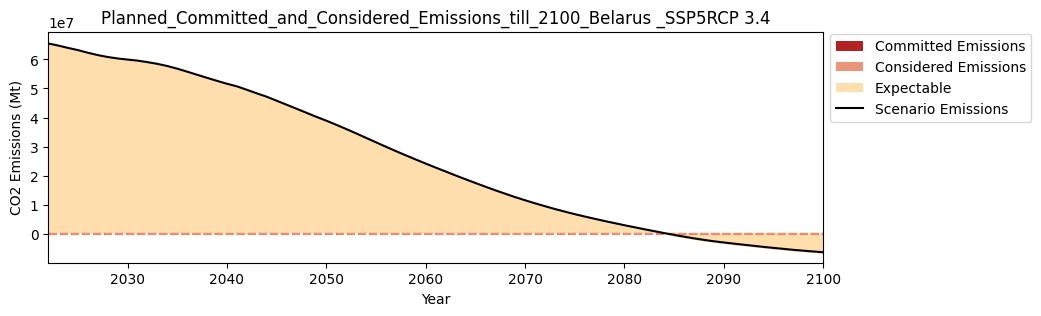 Planned_Committed_and_Considered_Emissions_till_2100_Belarus _SSP5RCP 3.4
1e7
6
5
4
3
2
1
0
CO2 Emissions (Mt)
2030 2040 2050 2060 2070 2080 2090 2100
Year
Committed Emissions
Considered Emissions
Expectable
Scenario Emissions